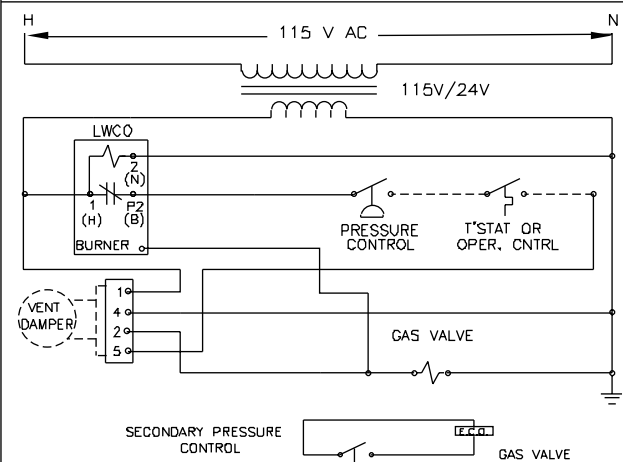 H
N
115 V AC
115V/24V
LWCO
2
(N)
1
(H)
P2
(B)
BURNER
PRESSURE
CONTROL
T'STAT OR
OPER. CNTRL
VENT
DAMPER
1
4
2
5
GAS VALVE
SECONDARY PRESSURE
CONTROL
E.C.O.
GAS VALVE